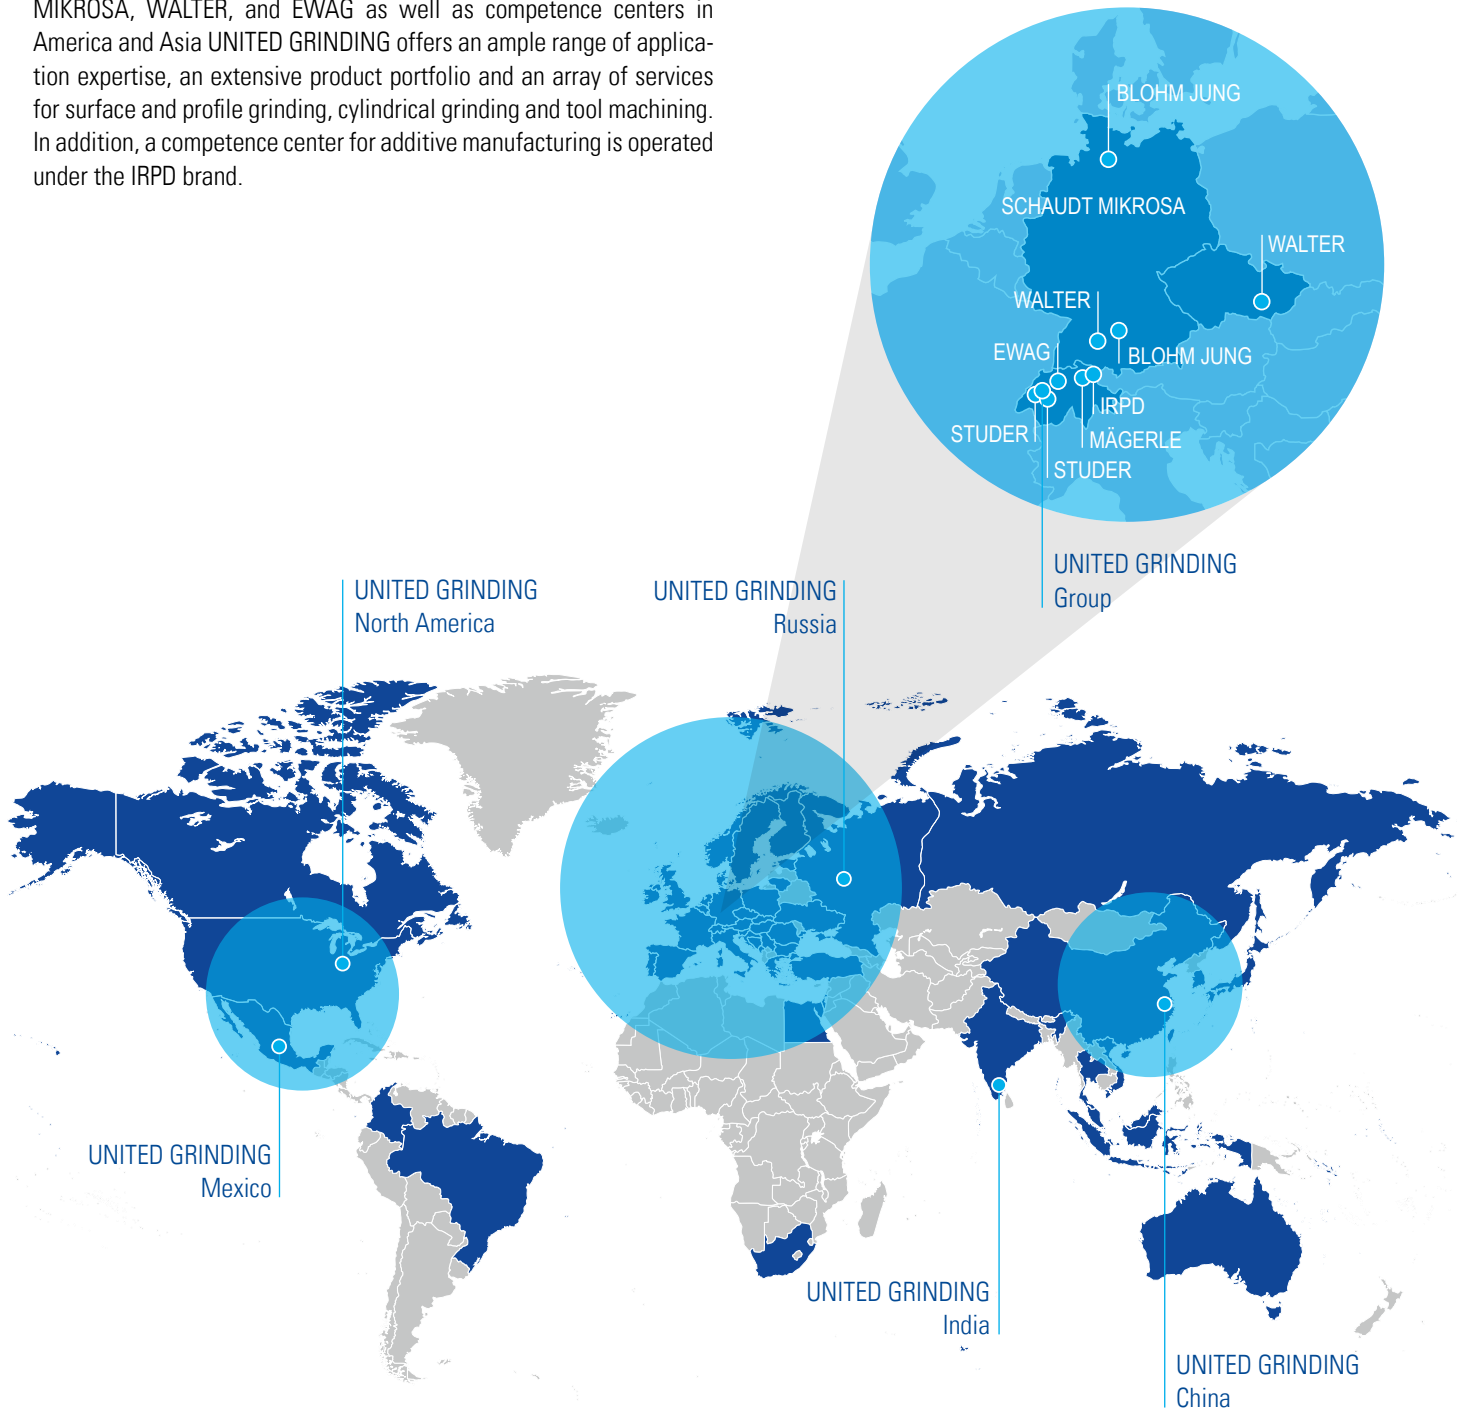 MIKROSA, WALTER, and EWAG as well as competence centers in
America and Asia UNITED GRINDING offers an ample range of applica-
tion expertise, an extensive product portfolio and an array of services
for surface and profile grinding, cylindrical grinding and tool machining.
In addition, a competence center for additive manufacturing is operated
under the IRPD brand.
BLOHM JUNG
SCHAUDT MIKROSA
WALTER
WALTER
EWAG
BLOHM JUNG
IRPD
STUDER
MÄGERLE
STUDER
UNITED GRINDING
Group
UNITED GRINDING
North America
UNITED GRINDING
Russia
UNITED GRINDING
Mexico
UNITED GRINDING
India
UNITED GRINDING
China